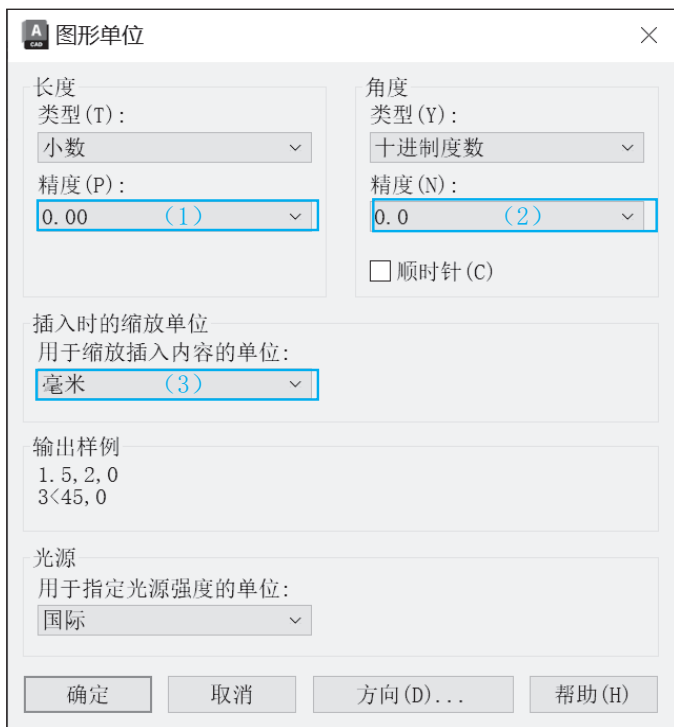 A CAD 图形单位
长度
类型(T):
小数
精度(P):
0.00 (1)
角度
类型(Y):
十进制度数
精度(N):
0.0 (2)
顺时针(C)
插入时的缩放单位
用于缩放插入内容的单位:
毫米 (3)
输出样例
1.5,2,0
3<45,0
光源
用于指定光源强度的单位:
国际
确定 取消 方向(D)... 帮助(H)